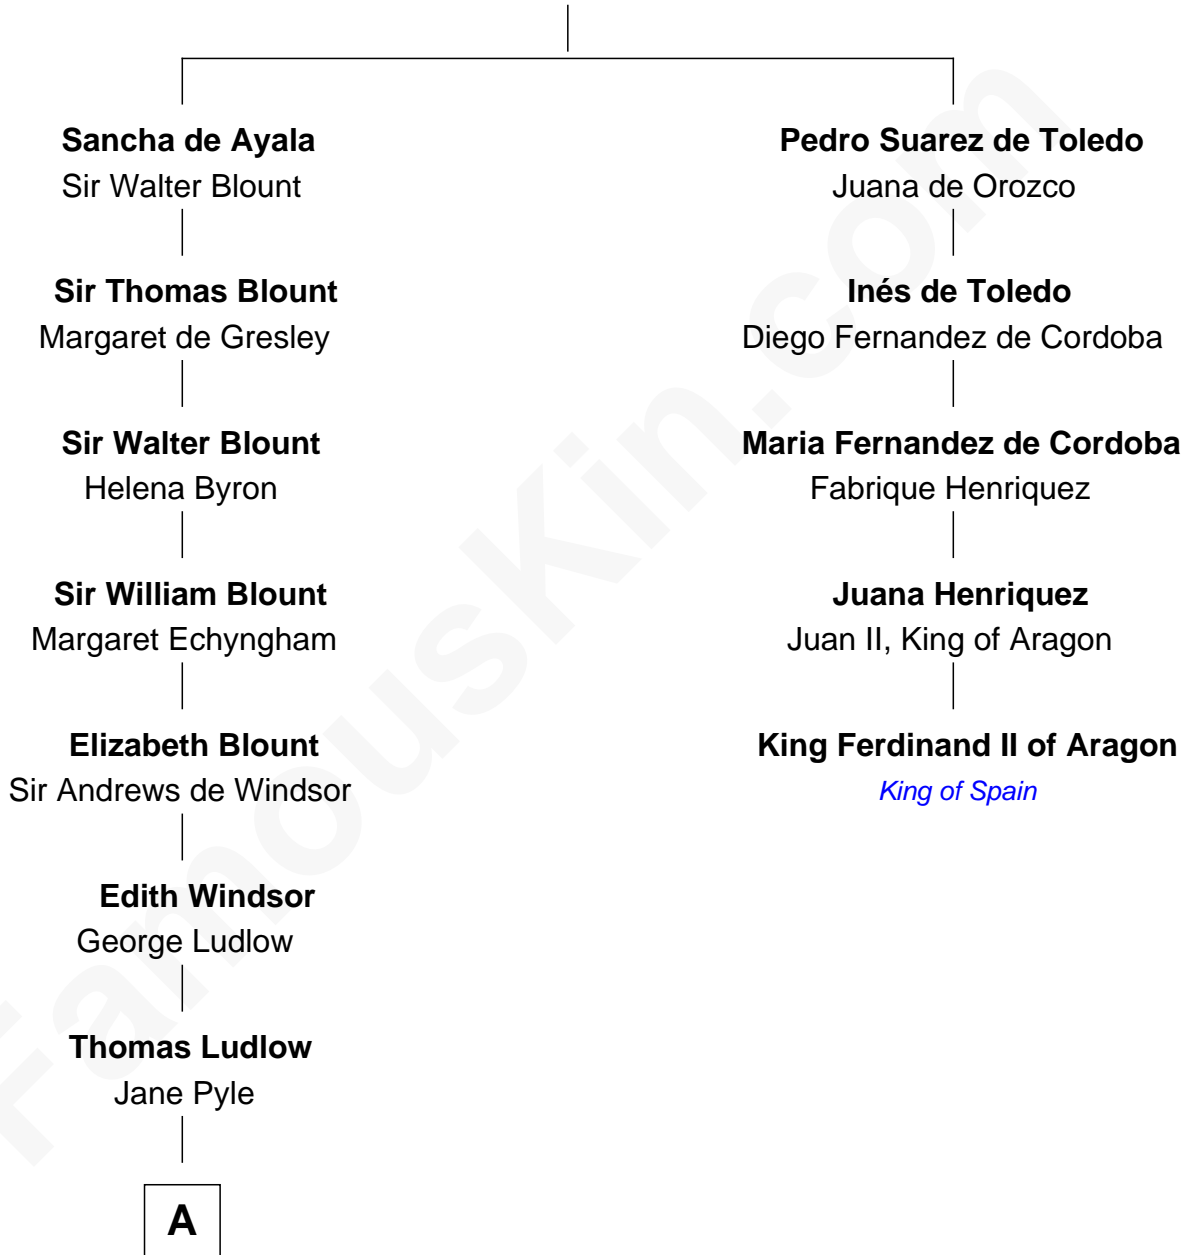 Sancha de Ayala
Sir Walter Blount
Sir Thomas Blount
Margaret de Gresley
Sir Walter Blount
Helena Byron
Sir William Blount
Margaret Echyngham
Elizabeth Blount
Sir Andrews de Windsor
Edith Windsor
George Ludlow
Thomas Ludlow
Jane Pyle
A
Pedro Suarez de Toledo
Juana de Orozco
Inés de Toledo
Diego Fernandez de Cordoba
Maria Fernandez de Cordoba
Fabrique Henriquez
Juana Henriquez
Juan II, King of Aragon
King Ferdinand II of Aragon
King of Spain
FamousKin.com